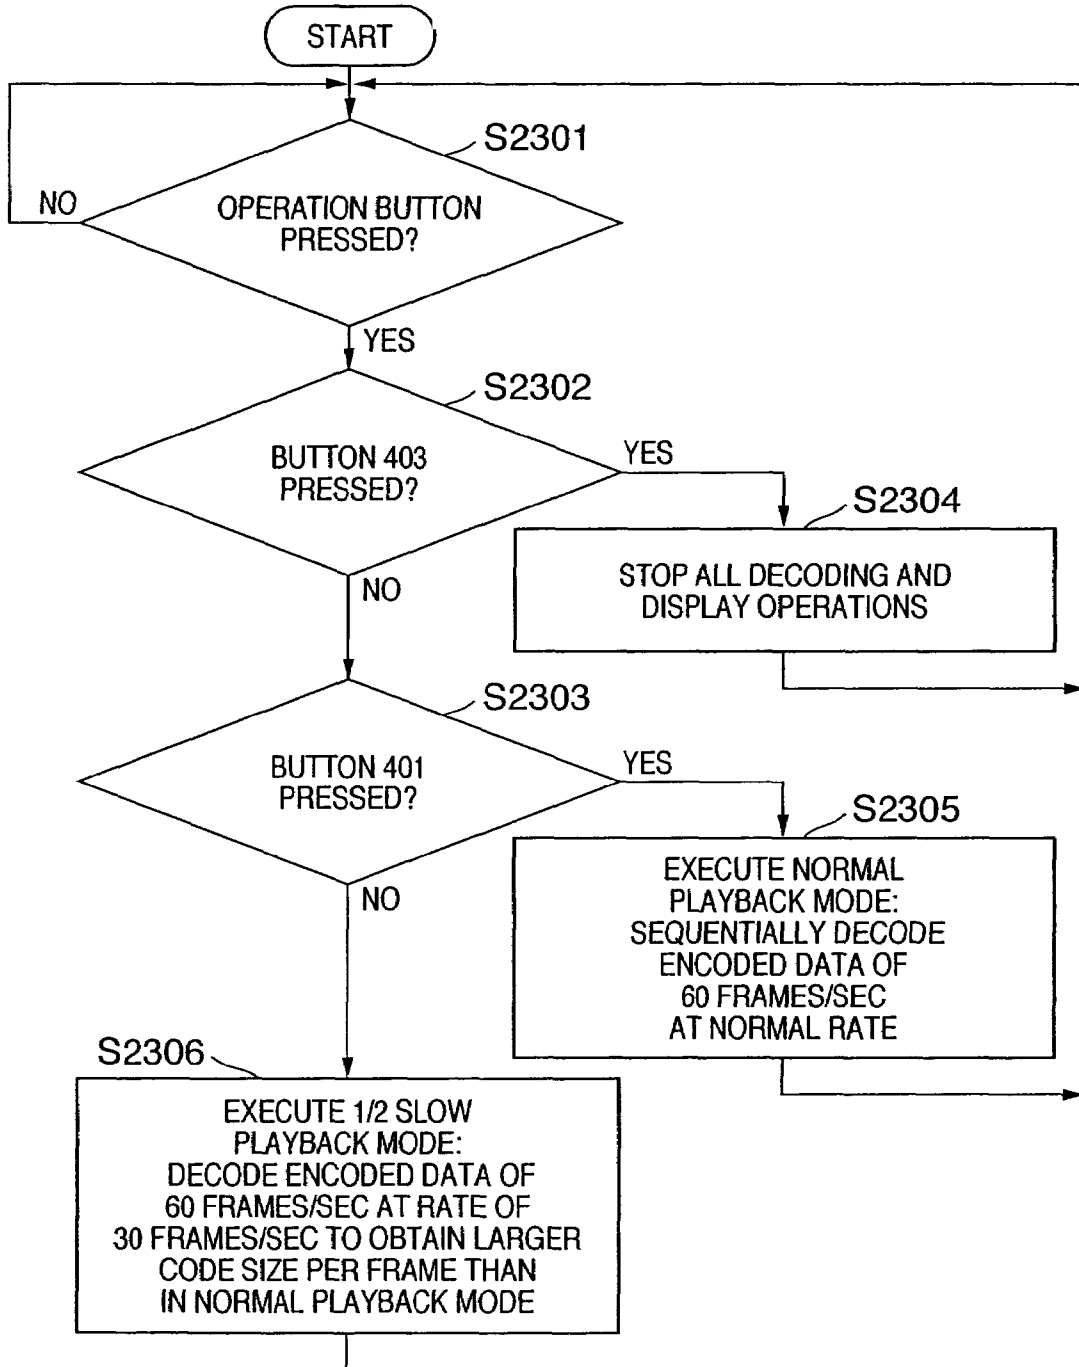 START
S2301
NO
OPERATION BUTTON
PRESSED?
YES
S2302
BUTTON 403
PRESSED?
YES
S2304
STOP ALL DECODING AND
DISPLAY OPERATIONS
NO
S2303
BUTTON 401
PRESSED?
YES
S2305
EXECUTE NORMAL
PLAYBACK MODE:
SEQUENTIALLY DECODE
ENCODED DATA OF
60 FRAMES/SEC
AT NORMAL RATE
NO
S2306
EXECUTE 1/2 SLOW
PLAYBACK MODE:
DECODE ENCODED DATA OF
60 FRAMES/SEC AT RATE OF
30 FRAMES/SEC TO OBTAIN LARGER
CODE SIZE PER FRAME THAN
IN NORMAL PLAYBACK MODE